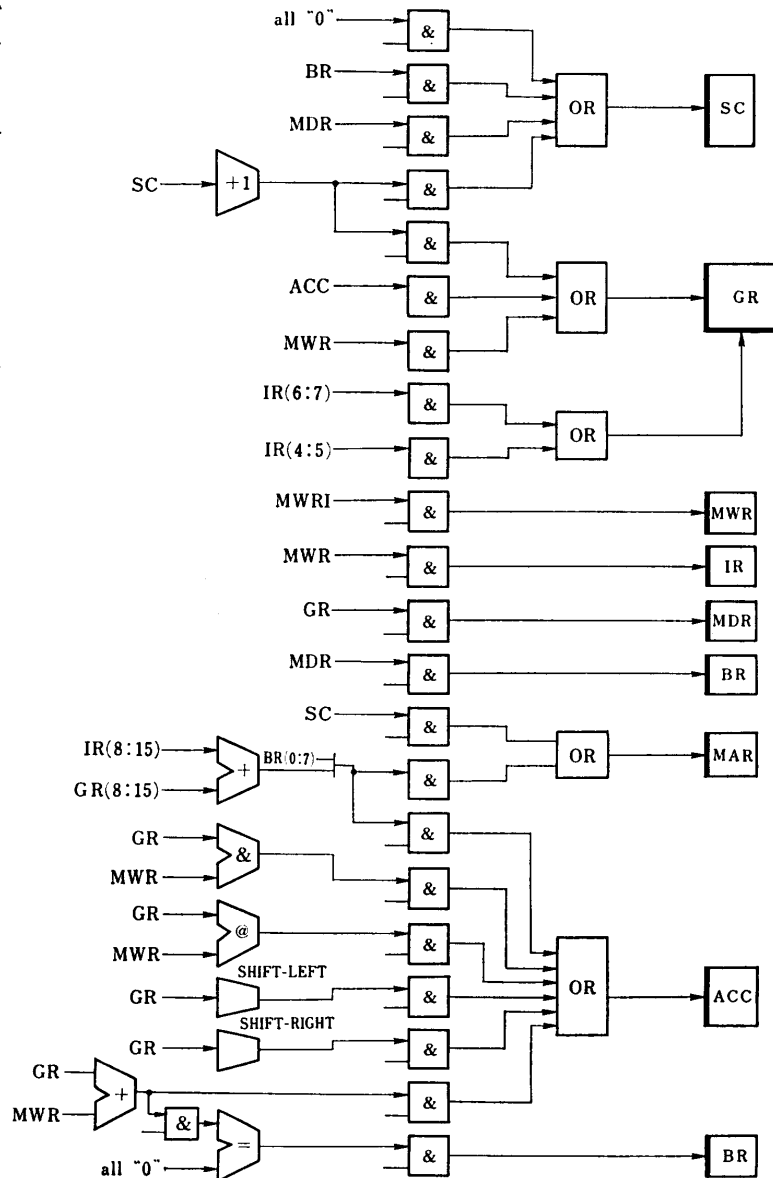 all "0"
&
BR
&
OR
SC
MDR
&
SC
+1
&
&
ACC
&
OR
GR
MWR
&
IR(6:7)
&
OR
IR(4:5)
&
MWRI
&
MWR
MWR
&
IR
GR
&
MDR
MDR
&
BR
SC
&
IR(8:15)
+
BR(0:7)
OR
MAR
GR(8:15)
&
&
GR
&
MWR
&
GR
@
MWR
&
SHIFT-LEFT
GR
&
OR
ACC
SHIFT-RIGHT
GR
&
GR
+
MWR
&
&
=
all "0"
&
BR